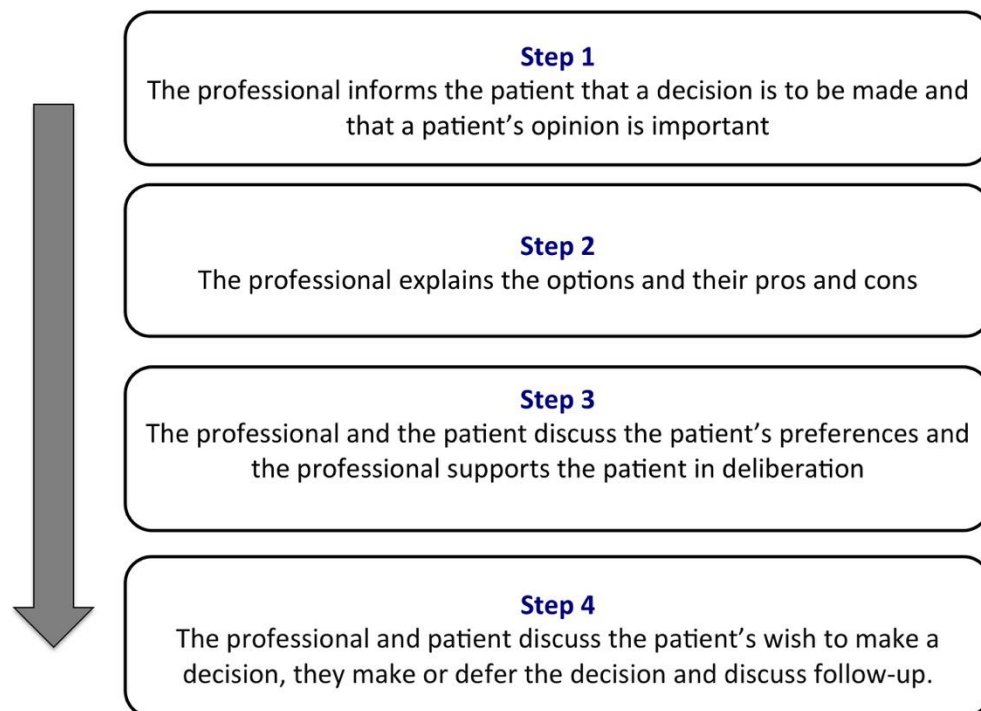 Step 1
The professional informs the patient that a decision is to be made and
that a patient’s opinion is important
Step 2
The professional explains the options and their pros and cons
Step 3
The professional and the patient discuss the patient’s preferences and
the professional supports the patient in deliberation
Step 4
The professional and patient discuss the patient’s wish to make a
decision, they make or defer the decision and discuss follow-up.